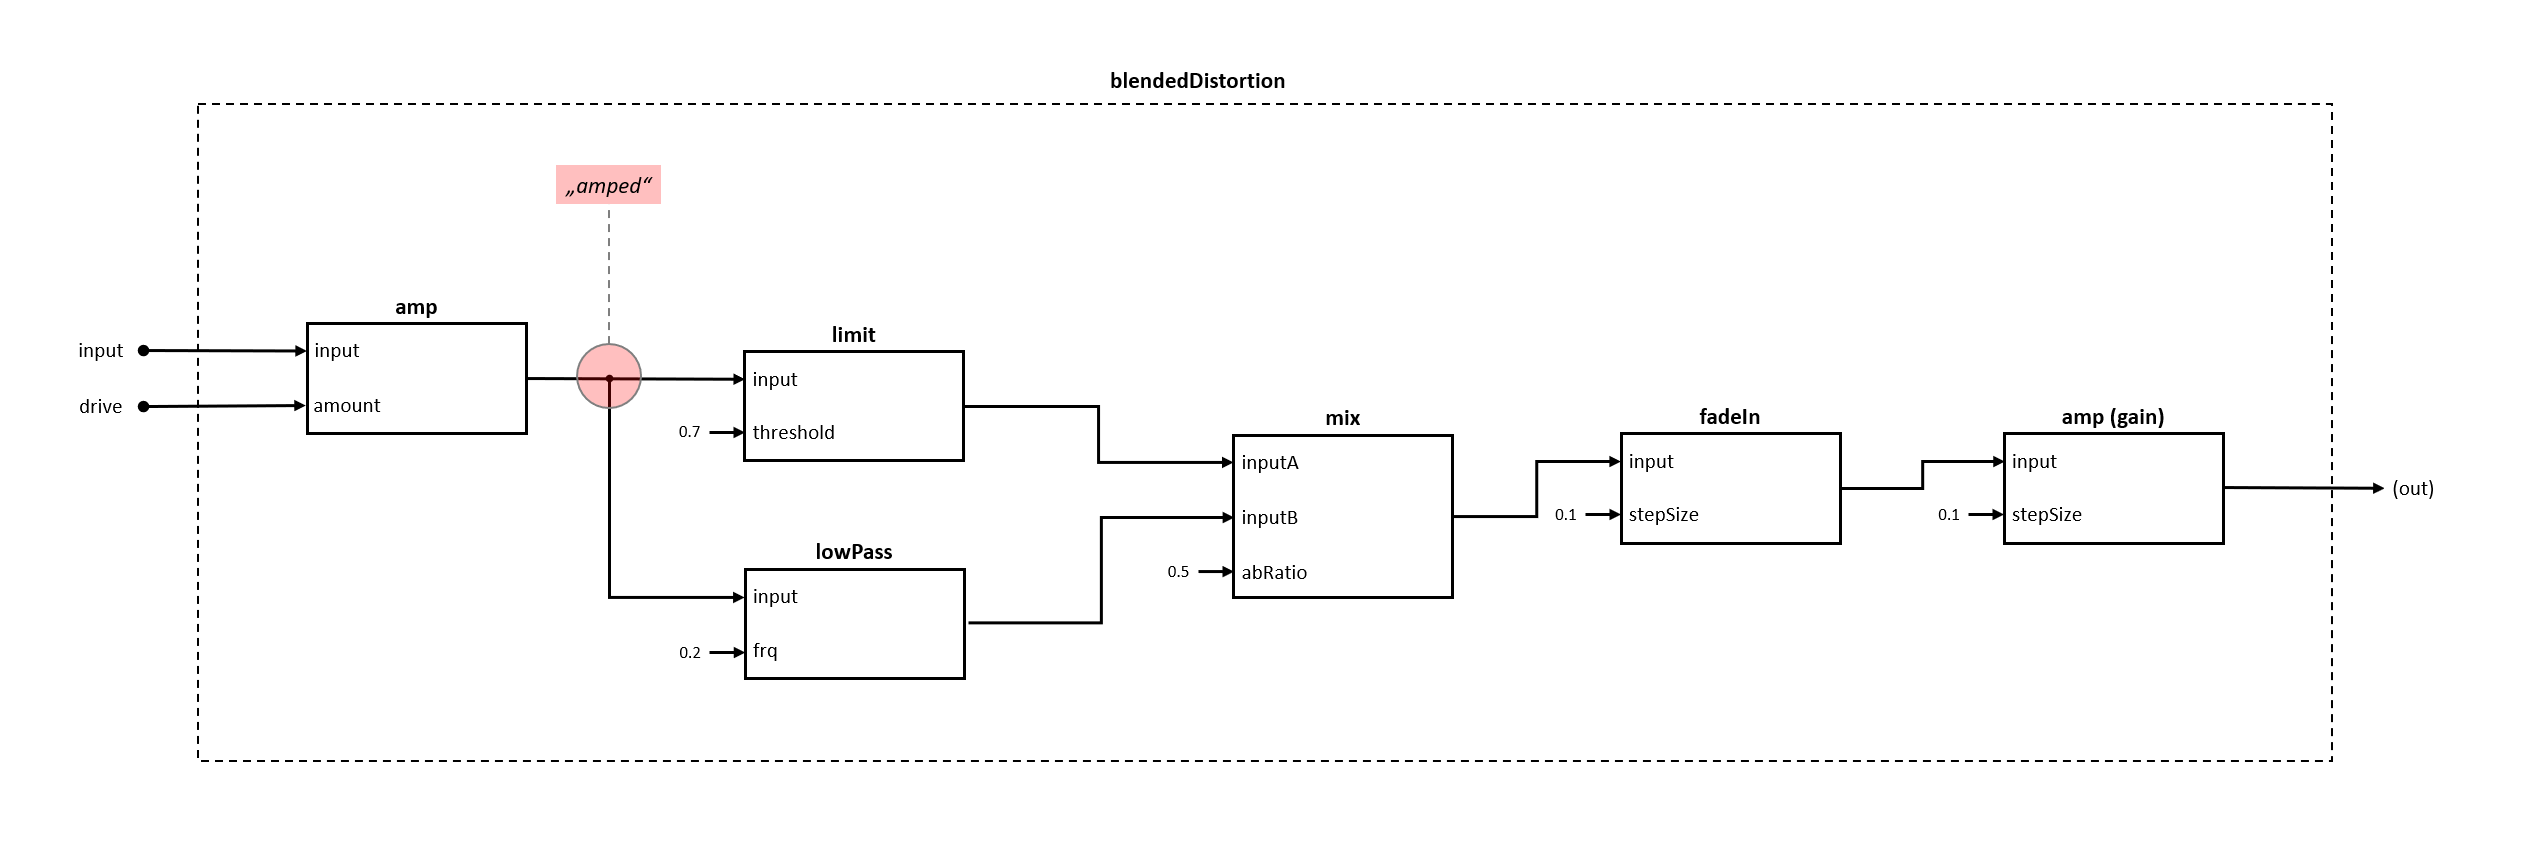 blendedDistortion
„amped“
amp
input
input
drive
amount
limit
input
0.7
threshold
lowPass
input
0.2
frq
mix
inputA
inputB
0.5
abRatio
fadeIn
input
0.1
stepSize
amp (gain)
input
0.1
stepSize
(out)